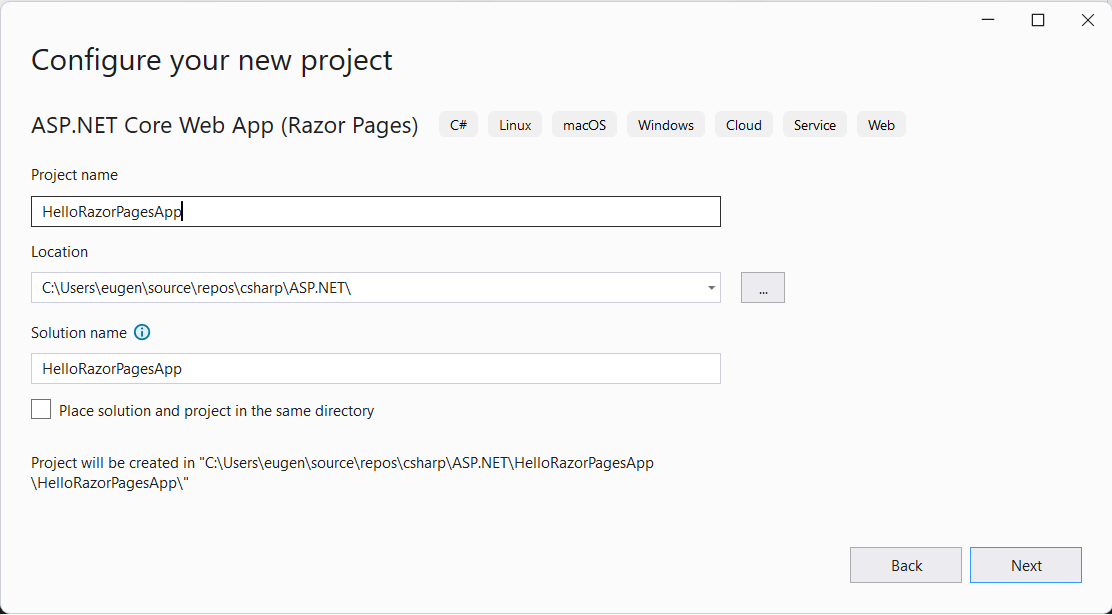 Configure your new project
ASP.NET Core Web App (Razor Pages) C# Linux macOS Windows Cloud Service Web
Project name
HelloRazorPagesApp
Location
C:\Users\eugen\source\repos\csharp\ASP.NET\
...
Solution name
HelloRazorPagesApp
Place solution and project in the same directory
Project will be created in "C:\Users\eugen\source\repos\csharp\ASP.NET\HelloRazorPagesApp
\HelloRazorPagesApp\"
Back Next